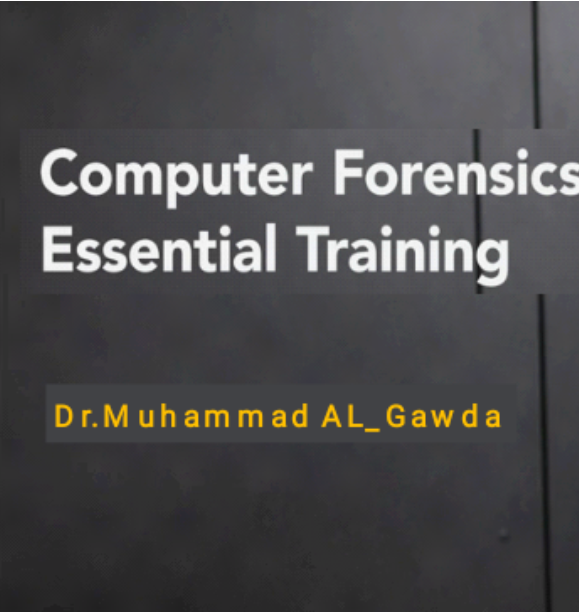 Computer Forensics
Essential Training
Dr.Muhammad AL_Gawda